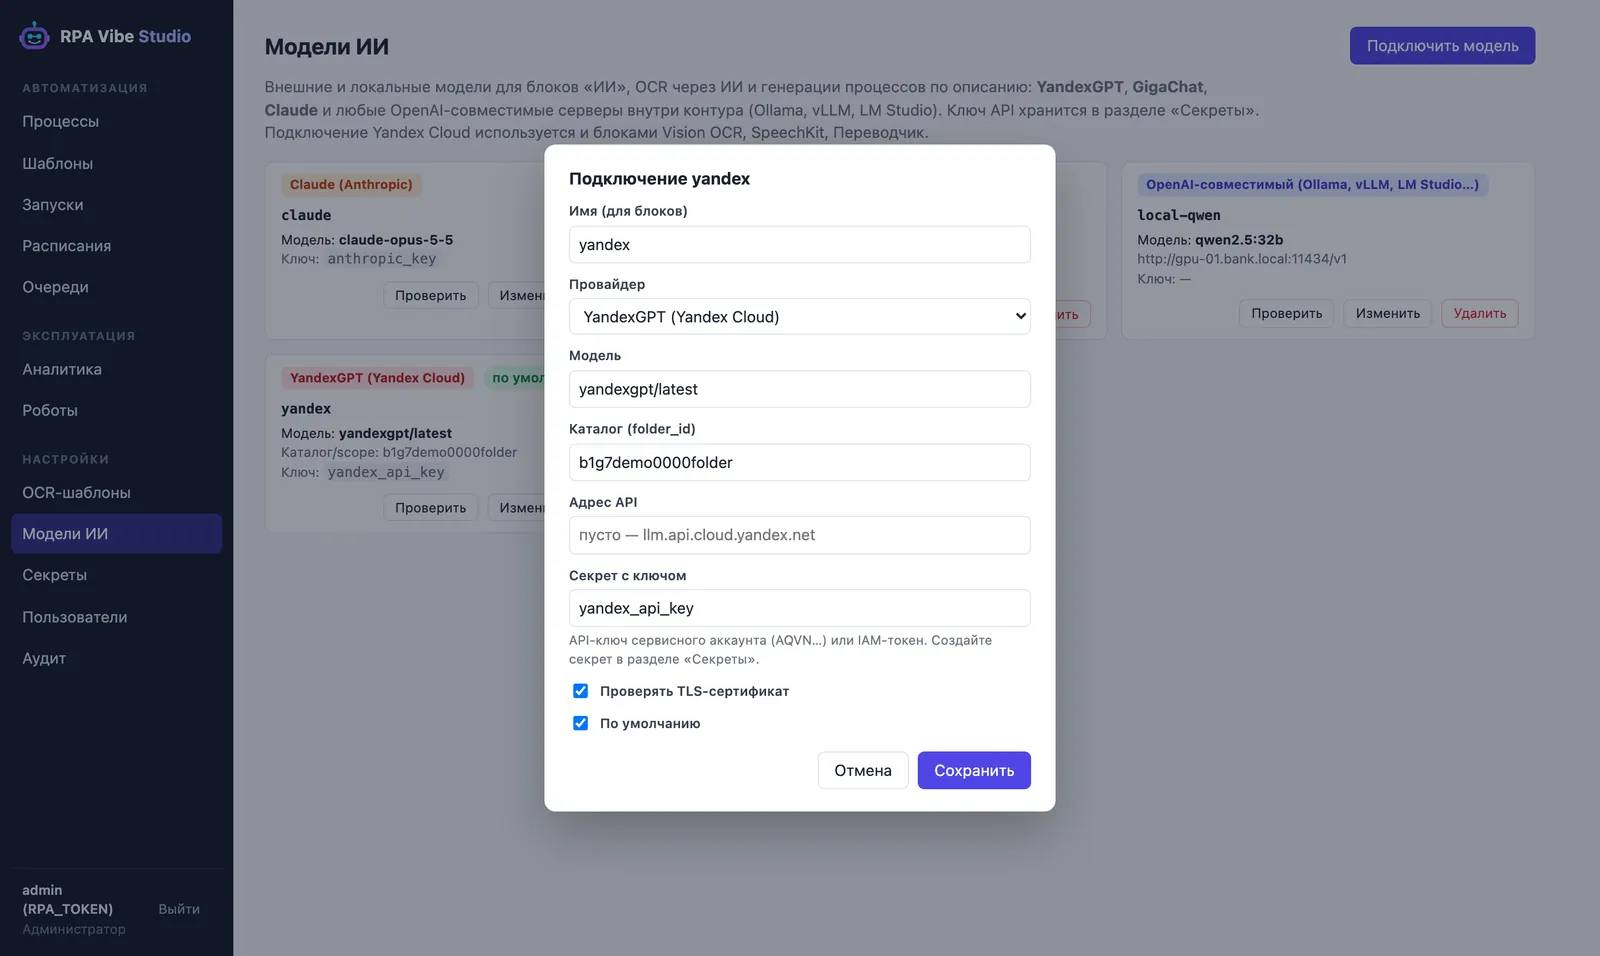 RPA Vibe Studio
АВТОМАТИЗАЦИЯ
Процессы
Шаблоны
Запуски
Расписания
Очереди
ЭКСПЛУАТАЦИЯ
Аналитика
Роботы
НАСТРОЙКИ
OCR-шаблоны
Модели ИИ
Секреты
Пользователи
Аудит
admin
(RPA_TOKEN)
Выйти
Администратор
Модели ИИ
Подключить модель
Внешние и локальные модели для блоков «ИИ», OCR через ИИ и генерации процессов по описанию: YandexGPT, GigaChat,
Claude и любые OpenAI-совместимые серверы внутри контура (Ollama, vLLM, LM Studio). Ключ API хранится в разделе «Секреты».
Подключение Yandex Cloud используется и блоками Vision OCR, SpeechKit, Переводчик.
Claude (Anthropic)
claude
Модель: claude-opus-5-5
Ключ: anthropic_key
Проверить
OpenAI-совместимый (Ollama, vLLM, LM Studio...)
local-qwen
Модель: qwen2.5:32b
http://gpu-01.bank.local:11434/v1
Ключ: —
Проверить Изменить Удалить
YandexGPT (Yandex Cloud)
yandex
Модель: yandexgpt/latest
Каталог/scope: b1g7demo0000folder
Ключ: yandex_api_key
Проверить
Подключение yandex
Имя (для блоков)
yandex
Провайдер
YandexGPT (Yandex Cloud)
Модель
yandexgpt/latest
Каталог (folder_id)
b1g7demo0000folder
Адрес API
пусто — llm.api.cloud.yandex.net
Секрет с ключом
yandex_api_key
API-ключ сервисного аккаунта (AQVN...) или IAM-токен. Создайте
секрет в разделе «Секреты».
Проверять TLS-сертификат
По умолчанию
Отмена Сохранить